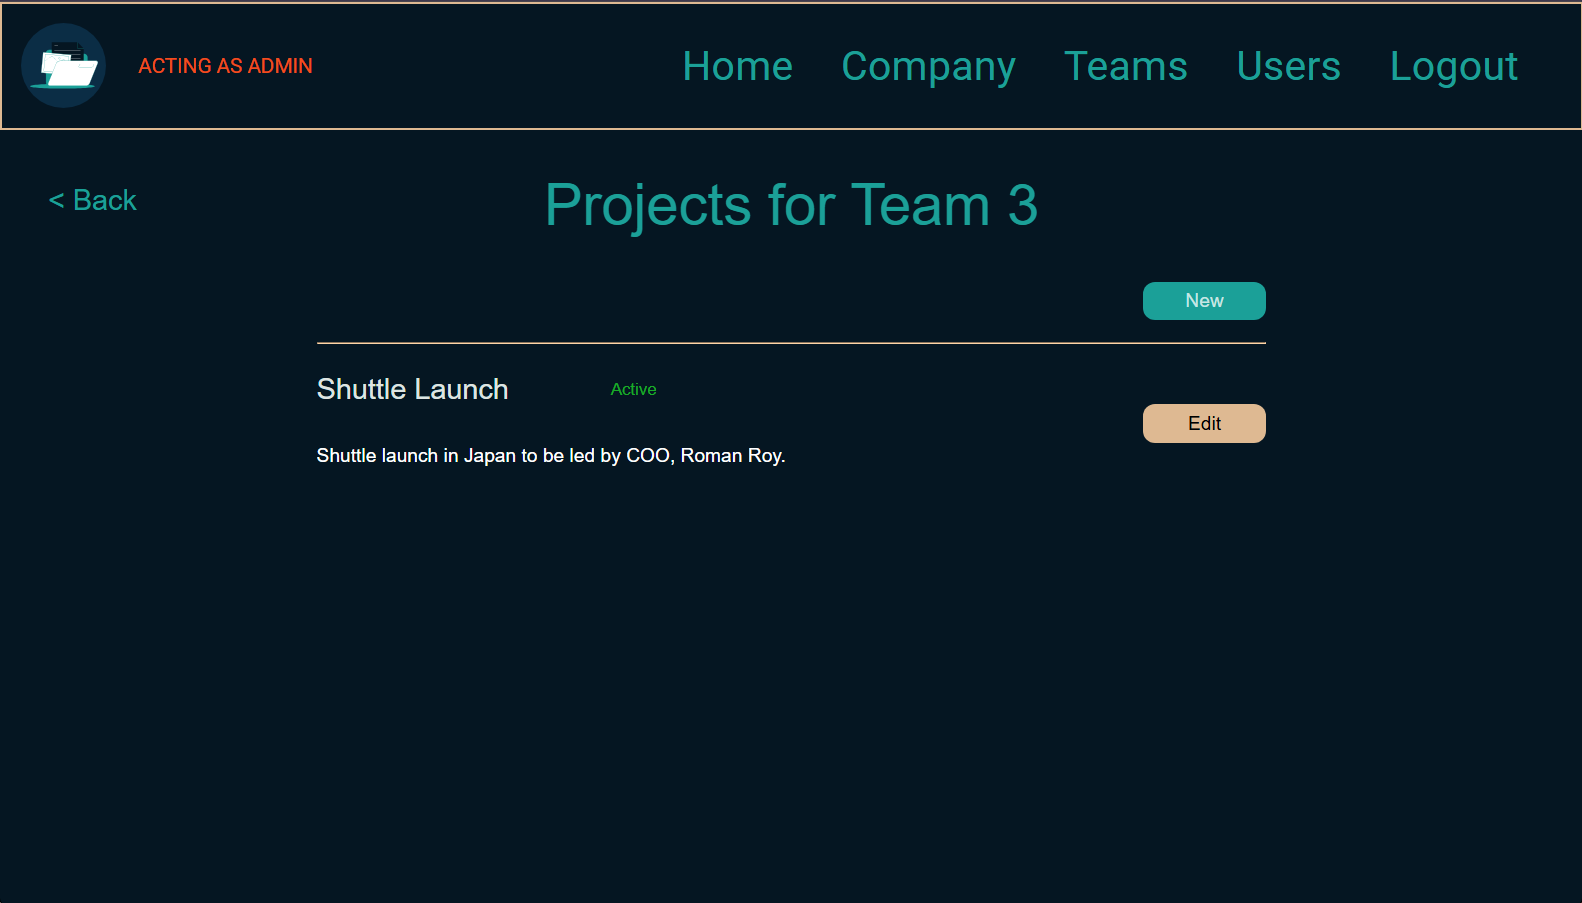 ACTING AS ADMIN
Home Company Teams Users Logout
< Back
Projects for Team 3
New
Shuttle Launch Active
Edit
Shuttle launch in Japan to be led by COO, Roman Roy.